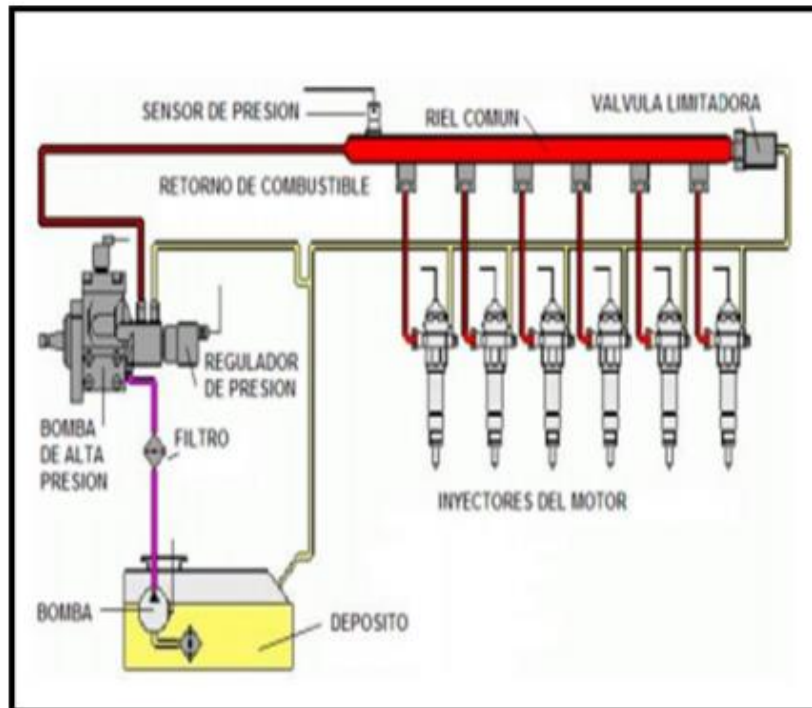 SENSOR DE PRESION
RIEL COMUN
VALVULA LIMITADORA
RETORNO DE COMBUSTIBLE
REGULADOR
DE PRESION
BOMBA
DE ALTA
PRESION
FILTRO
INYECTORES DEL MOTOR
BOMBA
DEPOSITO